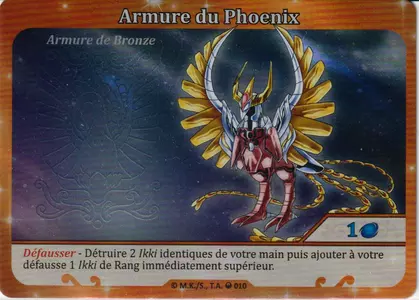 Armure du Phoenix
Armure de Bronze
1
Défausser - Détruire 2 Ikki identiques de votre main puis ajouter à votre
défausse 1 Ikki de Rang immédiatement supérieur.
© M.K./S., T.A. 010